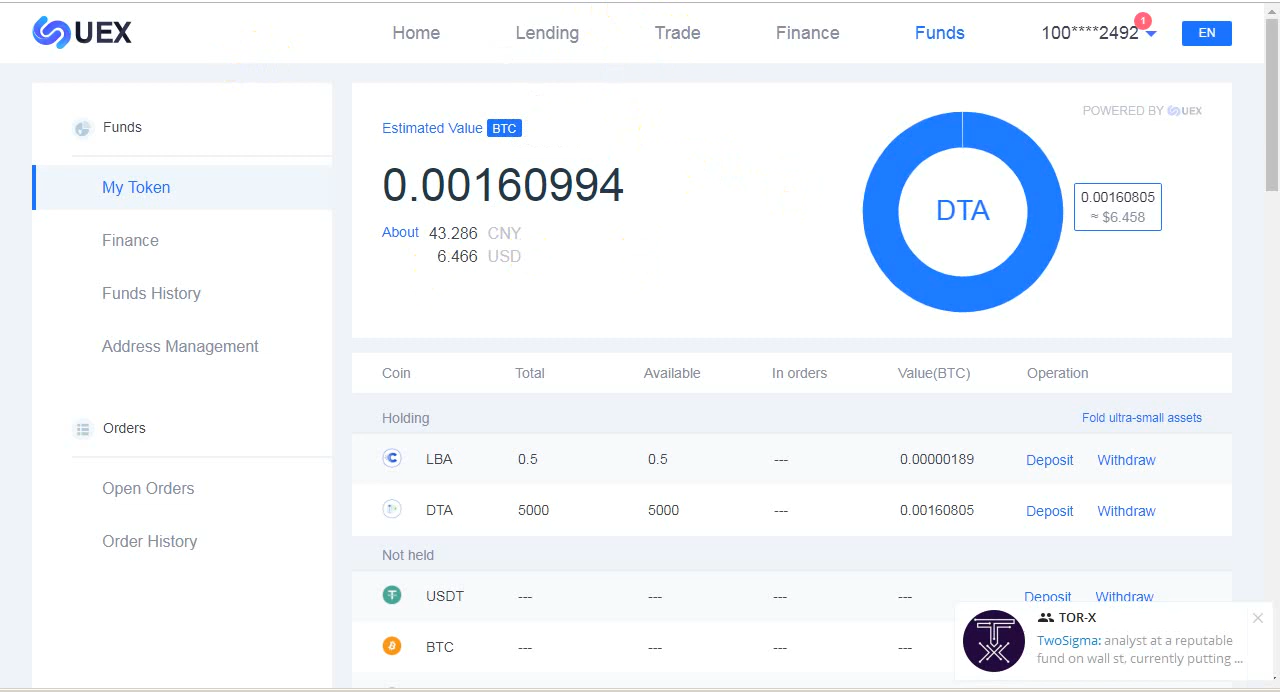 UEX
Home Lending Trade Finance Funds 100****2492 1 EN
Funds
My Token
Finance
Funds History
Address Management
Orders
Open Orders
Order History
Estimated Value BTC
0.00160994
About 43.286 CNY
6.466 USD
POWERED BY UEX
DTA
0.00160805
≈ $6.458
Coin Total Available In orders Value(BTC) Operation
Holding Fold ultra-small assets
LBA 0.5 0.5 --- 0.00000189 Deposit Withdraw
DTA 5000 5000 --- 0.00160805 Deposit Withdraw
Not held
USDT --- --- --- --- Deposit Withdraw
BTC --- --- --- ---
TOR-X
TwoSigma: analyst at a reputable
fund on wall st, currently putting ...